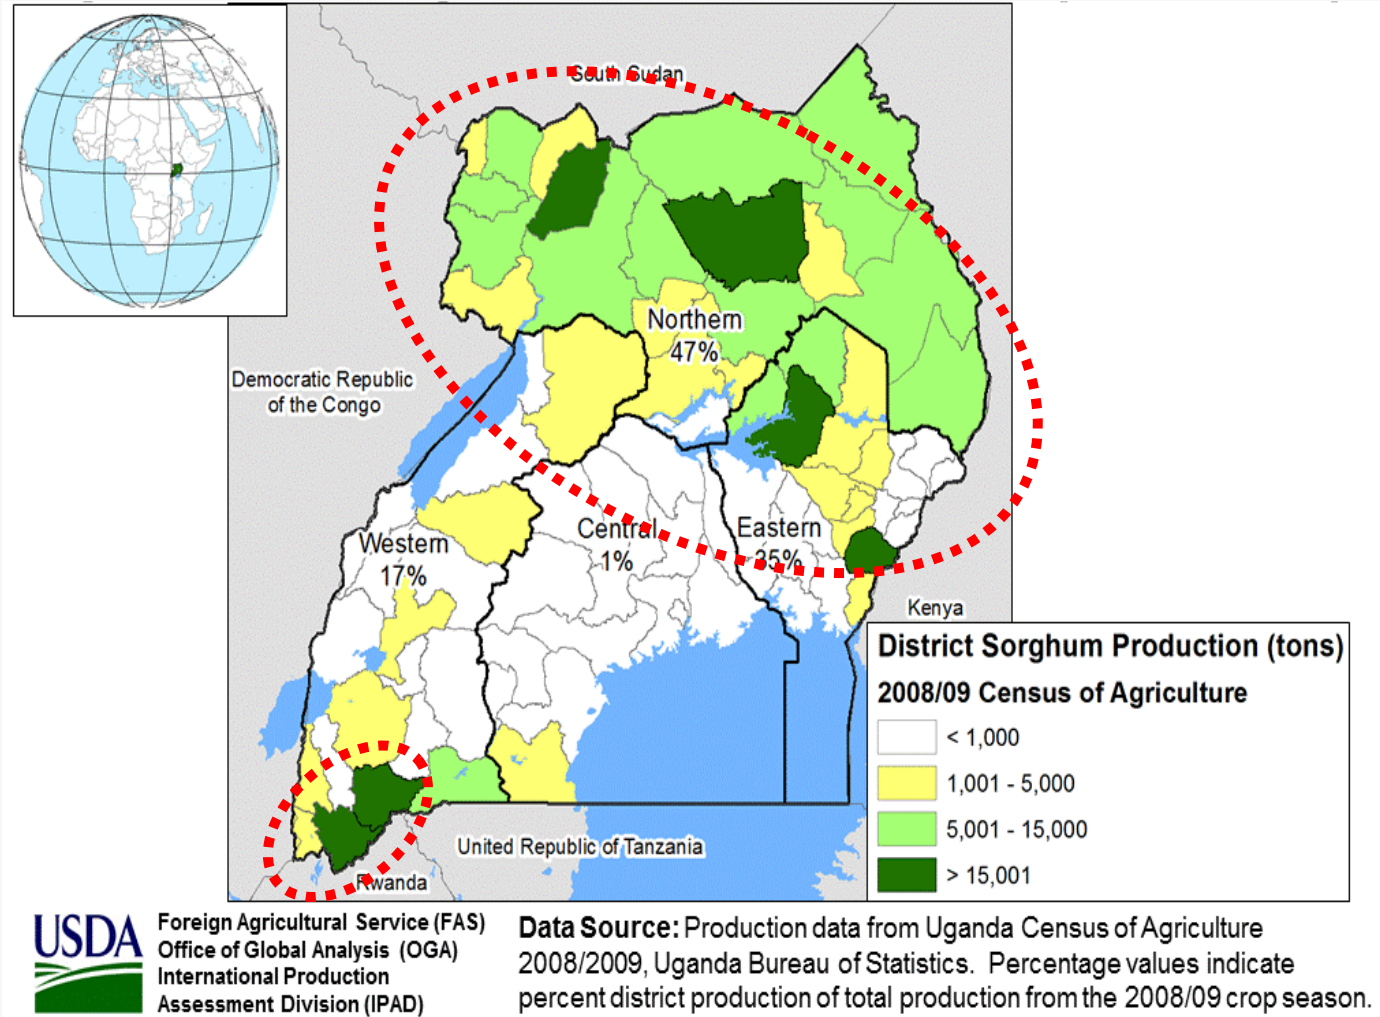 South Sudan
Northern
47%
Democratic Republic
of the Congo
Central
1%
Eastern
35%
Western
17%
Kenya
United Republic of Tanzania
Rwanda
District Sorghum Production (tons)
2008/09 Census of Agriculture
< 1,000
1,001 - 5,000
5,001 - 15,000
> 15,001
USDA
Foreign Agricultural Service (FAS)
Office of Global Analysis (OGA)
International Production
Assessment Division (IPAD)
Data Source: Production data from Uganda Census of Agriculture
2008/2009, Uganda Bureau of Statistics. Percentage values indicate
percent district production of total production from the 2008/09 crop season.